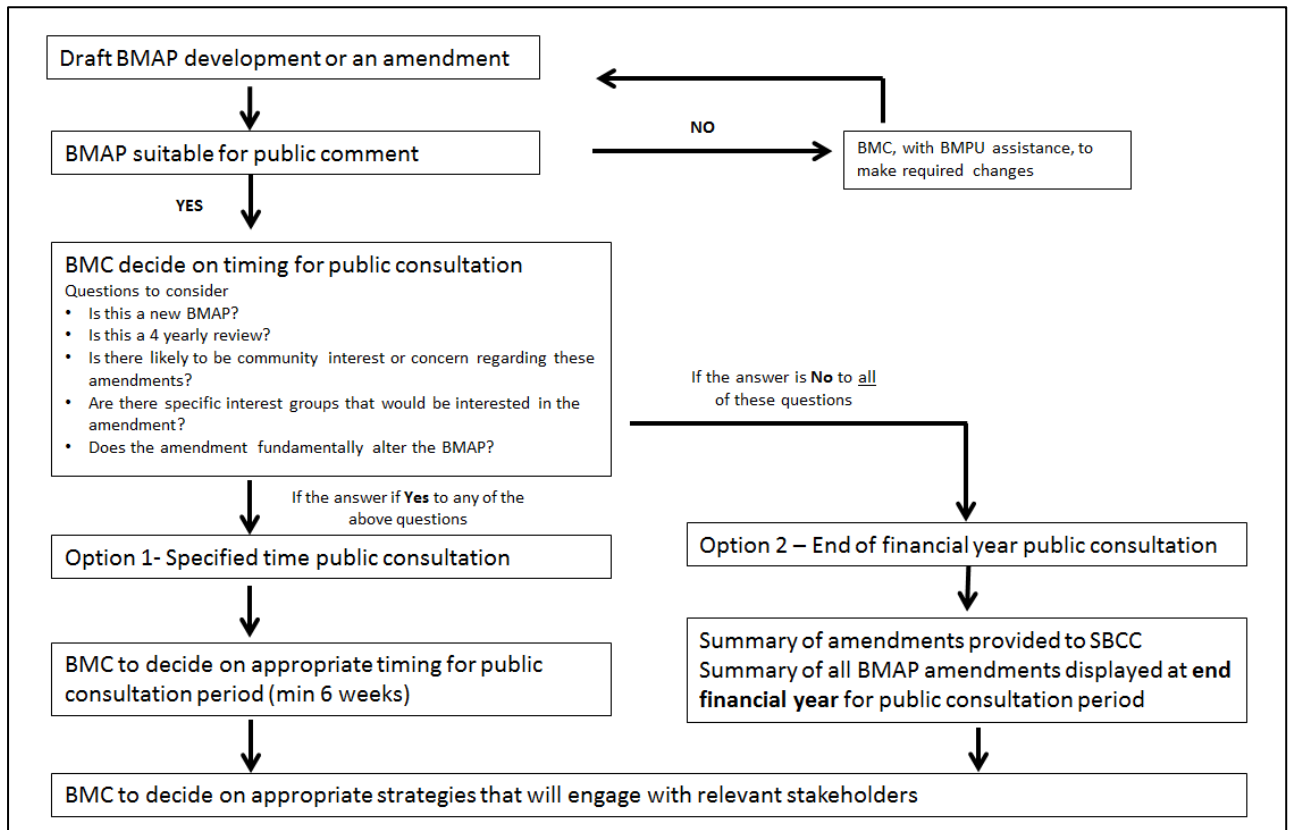 Draft BMAP development or an amendment
NO
BMAP suitable for public comment
BMC, with BMPU assistance, to
make required changes
YES
BMC decide on timing for public consultation
Questions to consider
• Is this a new BMAP?
• Is this a 4 yearly review?
• Is there likely to be community interest or concern regarding these
amendments?
• Are there specific interest groups that would be interested in the
amendment?
• Does the amendment fundamentally alter the BMAP?
If the answer is No to all
of these questions
If the answer if Yes to any of the
above questions
Option 1- Specified time public consultation
Option 2 – End of financial year public consultation
BMC to decide on appropriate timing for public
consultation period (min 6 weeks)
Summary of amendments provided to SBCC
Summary of all BMAP amendments displayed at end
financial year for public consultation period
BMC to decide on appropriate strategies that will engage with relevant stakeholders